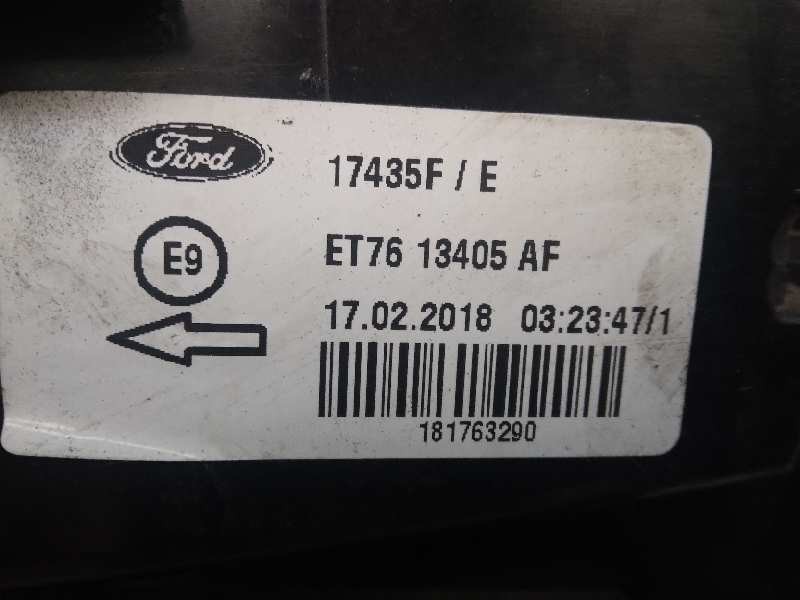 Ford
17435F / E
E9
ET76 13405 AF
17.02.2018 03:23:47/1
181763290